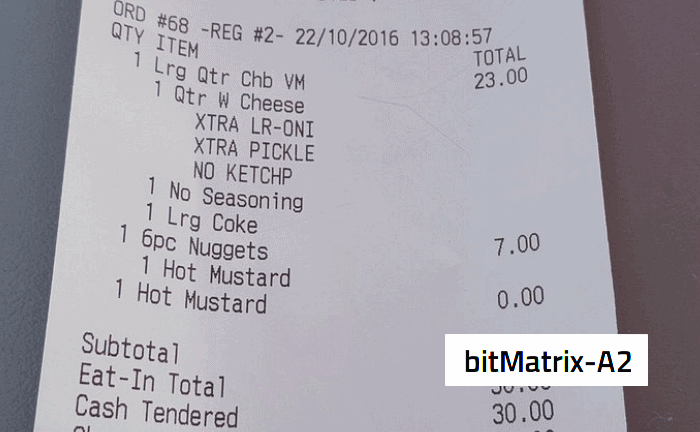 ORD #68 -REG #2- 22/10/2016 13:08:57
QTY ITEM TOTAL
1 Lrg Qtr Chb VM 23.00
1 Qtr W Cheese
XTRA LR-ONI
XTRA PICKLE
NO KETCHP
1 No Seasoning
1 Lrg Coke
1 6pc Nuggets 7.00
1 Hot Mustard
1 Hot Mustard 0.00
Subtotal
bitMatrix-A2
Eat-In Total
Cash Tendered 30.00